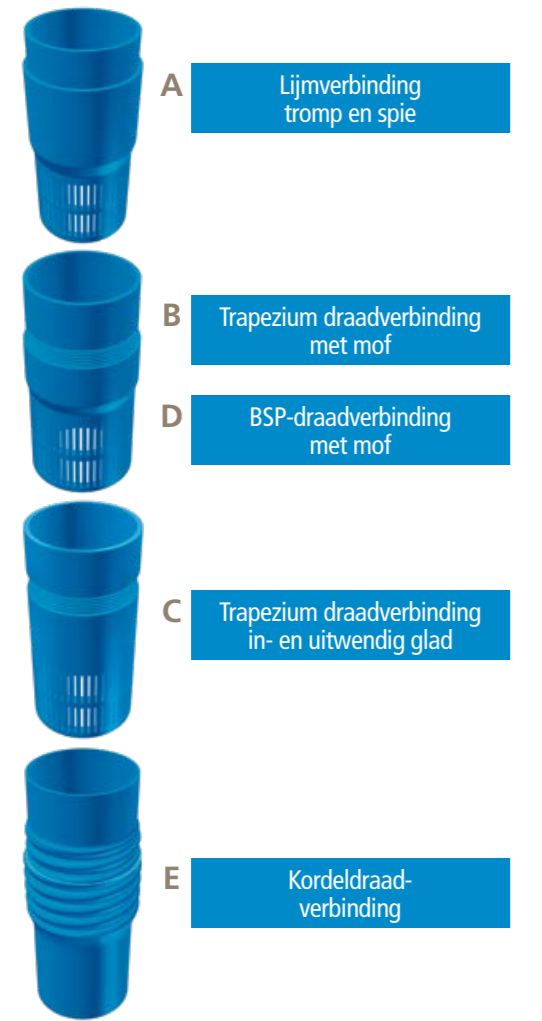 A
Lijmverbinding
tromp en spie
B
Trapezium draadverbinding
met mof
D
BSP-draadverbinding
met mof
C
Trapezium draadverbinding
in- en uitwendig glad
E
Kordeldraad-
verbinding